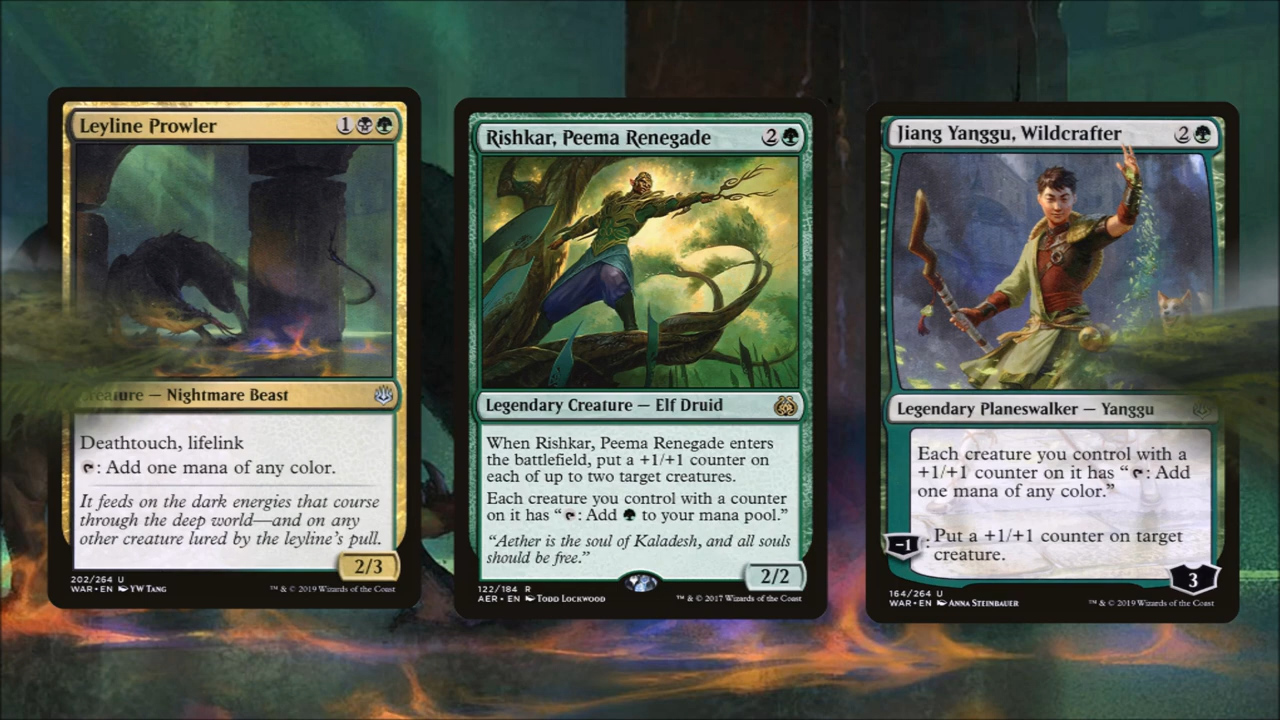 Leyline Prowler 1
Nightmare Beast
Deathtouch, lifelink
: Add one mana of any color.
It feeds on the dark energies that course
through the deep world—and on any
other creature lured by the leyline's pull.
2/3
202/264 U
WAR • EN YW Tang
™ & © 2019 Wizards of the Coast
Rishkar, Peema Renegade 2
Legendary Creature — Elf Druid
When Rishkar, Peema Renegade enters
the battlefield, put a +1/+1 counter on
each of up to two target creatures.
Each creature you control with a counter
on it has “: Add to your mana pool.”
“Aether is the soul of Kaladesh, and all souls
should be free.”
2/2
122/184 R
AER • EN Todd Lockwood
™ & © 2017 Wizards of the Coast
Jiang Yanggu, Wildcrafter 2
Legendary Planeswalker — Yanggu
Each creature you control with a
+1/+1 counter on it has “: Add
one mana of any color.”
-1 : Put a +1/+1 counter on target
creature.
3
164/264 U
WAR • EN Anna Steinbauer
™ & © 2019 Wizards of the Coast